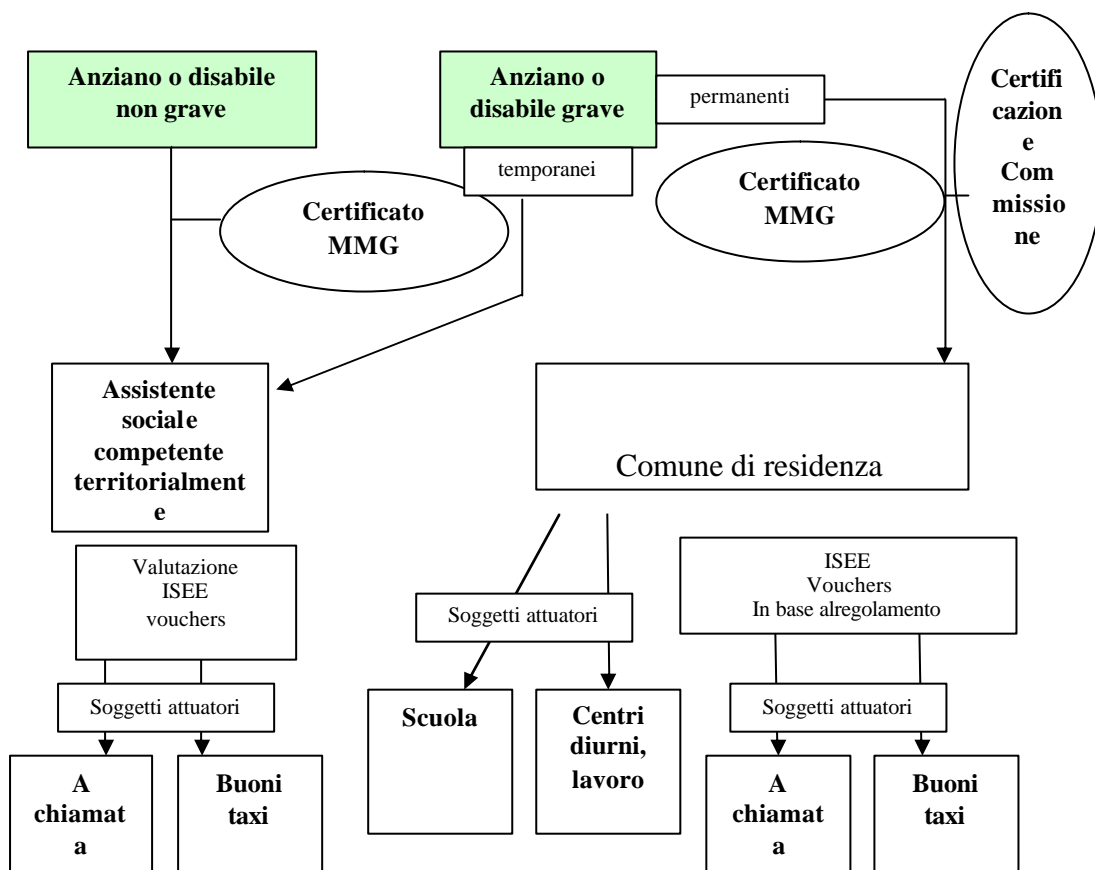 Anziano o disabile
non grave
Anziano o
disabile grave
permanenti
temporanei
Certificato
MMG
Certificato
MMG
Certifi
cazion
e
Com
missio
ne
Assistente
sociale
competente
territorialment
e
Comune di residenza
Valutazione
ISEE
vouchers
Soggetti attuatori
ISEE
Vouchers
In base alregolamento
Soggetti attuatori
Scuola
Centri
diurni,
lavoro
Soggetti attuatori
A
chiamat
a
Buoni
taxi
A
chiamat
a
Buoni
taxi